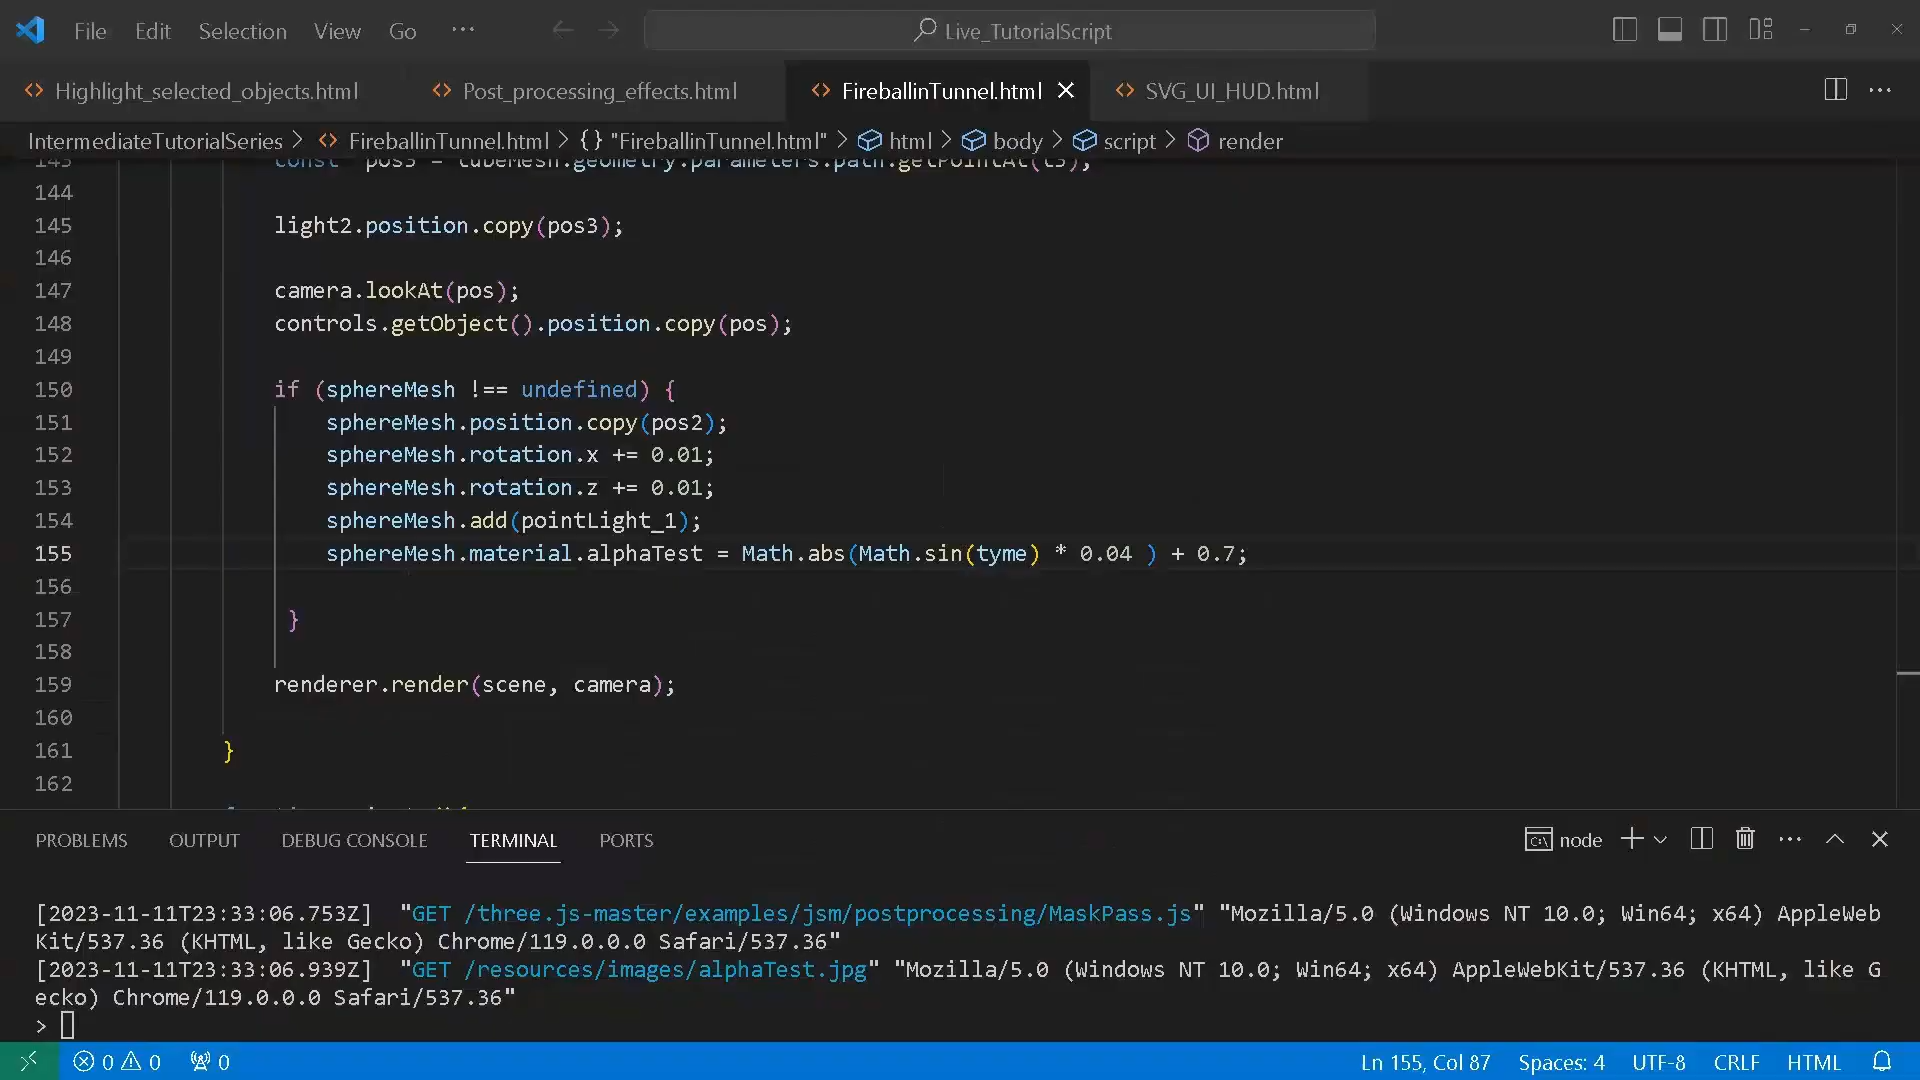 File Edit Selection View Go ···
Live_TutorialScript
Highlight_selected_objects.html
Post_processing_effects.html
FireballinTunnel.html
SVG_UI_HUD.html
IntermediateTutorialSeries > FireballinTunnel.html > {} "FireballinTunnel.html" > html > body > script > render
143 const pos3 = cubeMesh.geometry.parameters.path.getPointAt(t3);
144
145 light2.position.copy(pos3);
146
147 camera.lookAt(pos);
148 controls.getObject().position.copy(pos);
149
150 if (sphereMesh !== undefined) {
151 sphereMesh.position.copy(pos2);
152 sphereMesh.rotation.x += 0.01;
153 sphereMesh.rotation.z += 0.01;
154 sphereMesh.add(pointLight_1);
155 sphereMesh.material.alphaTest = Math.abs(Math.sin(tyme) * 0.04 ) + 0.7;
156
157 }
158
159 renderer.render(scene, camera);
160
161 }
162
PROBLEMS OUTPUT DEBUG CONSOLE TERMINAL PORTS
node
[2023-11-11T23:33:06.753Z] "GET /three.js-master/examples/jsm/postprocessing/MaskPass.js" "Mozilla/5.0 (Windows NT 10.0; Win64; x64) AppleWeb
Kit/537.36 (KHTML, like Gecko) Chrome/119.0.0.0 Safari/537.36"
[2023-11-11T23:33:06.939Z] "GET /resources/images/alphaTest.jpg" "Mozilla/5.0 (Windows NT 10.0; Win64; x64) AppleWebKit/537.36 (KHTML, like G
ecko) Chrome/119.0.0.0 Safari/537.36"
>
0 0 0
Ln 155, Col 87 Spaces: 4 UTF-8 CRLF HTML